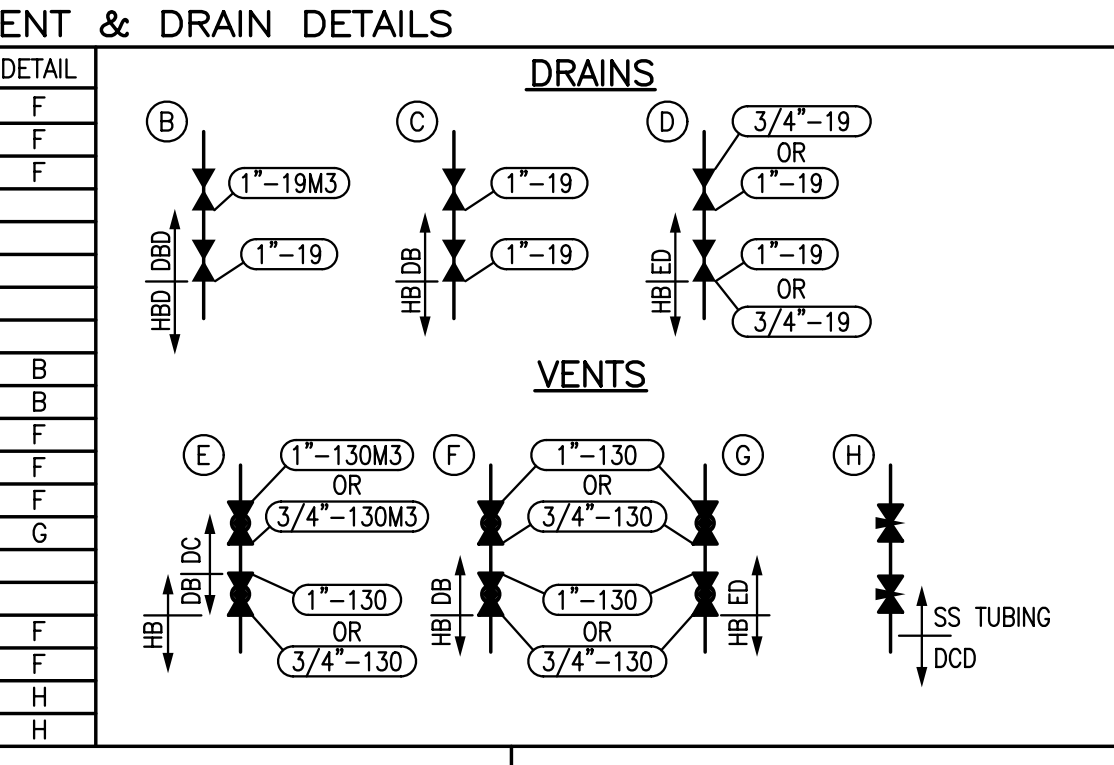 ENT & DRAIN DETAILS
DETAIL
F
F
F
B
B
F
F
F
G
F
F
H
H
DRAINS
B
1"-19M3
1"-19
DBD
HBD
C
1"-19
1"-19
DB
HB
D
3/4"-19
OR
1"-19
1"-19
OR
3/4"-19
ED
HB
VENTS
E
1"-130M3
OR
3/4"-130M3
DC
DB
HB
1"-130
OR
3/4"-130
F
1"-130
OR
3/4"-130
DB
HB
1"-130
OR
3/4"-130
G
ED
HB
H
SS TUBING
DCD